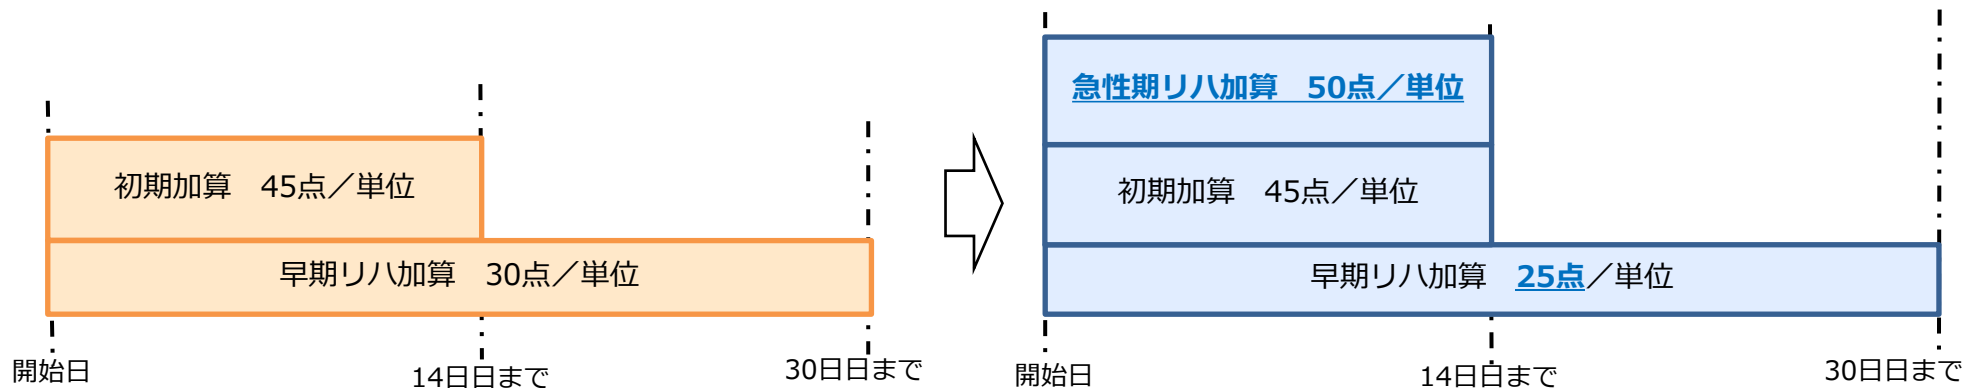 初期加算　45点／単位
早期リハ加算　30点／単位
開始日
14日日まで
30日日まで
急性期リハ加算　50点／単位
初期加算　45点／単位
早期リハ加算　25点／単位
開始日
14日日まで
30日日まで